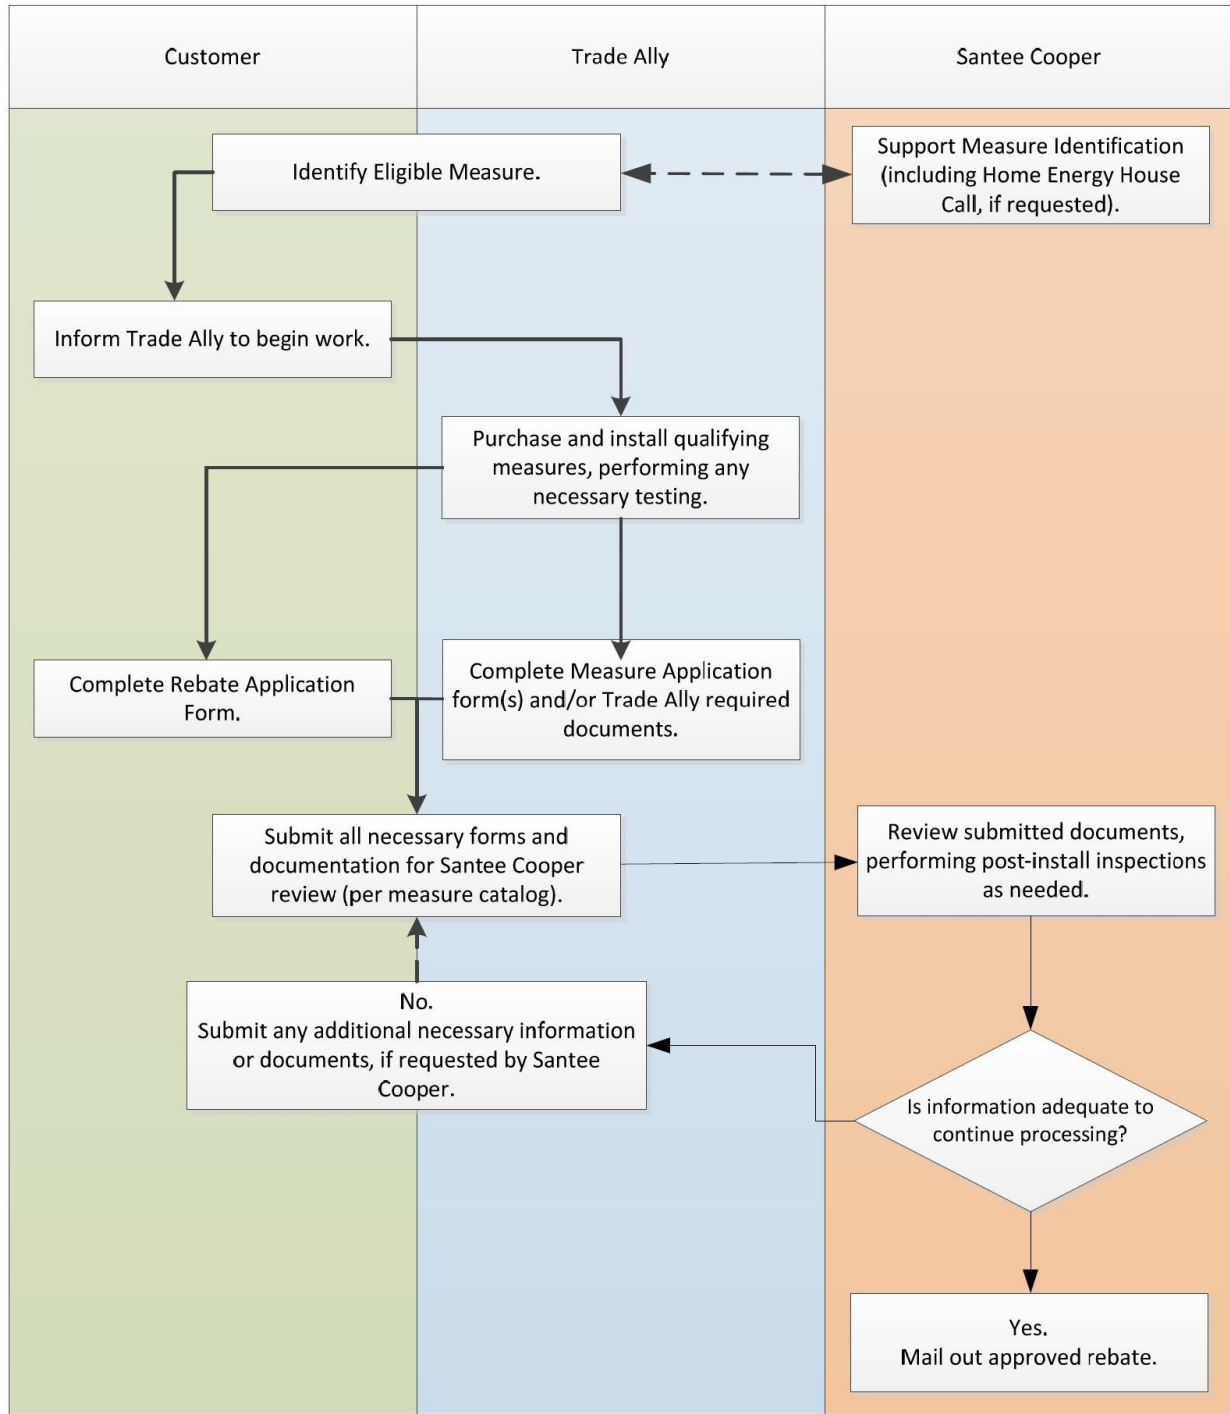 Customer
Trade Ally
Santee Cooper
Identify Eligible Measure.
Support Measure Identification
(including Home Energy House
Call, if requested).
Inform Trade Ally to begin work.
Purchase and install qualifying
measures, performing any
necessary testing.
Complete Rebate Application
Form.
Complete Measure Application
form(s) and/or Trade Ally required
documents.
Submit all necessary forms and
documentation for Santee Cooper
review (per measure catalog).
Review submitted documents,
performing post-install inspections
as needed.
No.
Submit any additional necessary information
or documents, if requested by Santee
Cooper.
Is information adequate to
continue processing?
Yes.
Mail out approved rebate.